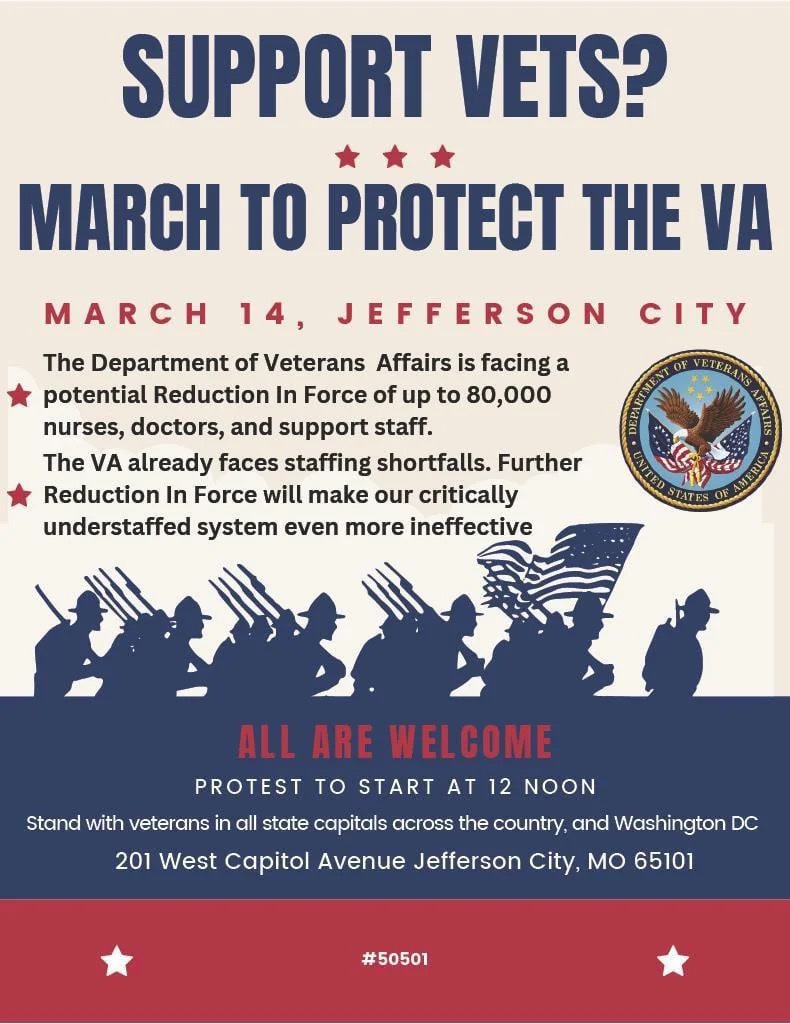 SUPPORT VETS?
MARCH TO PROTECT THE VA
MARCH 14, JEFFERSON CITY
The Department of Veterans Affairs is facing a
potential Reduction In Force of up to 80,000
nurses, doctors, and support staff.
The VA already faces staffing shortfalls. Further
Reduction In Force will make our critically
understaffed system even more ineffective
DEPARTMENT OF VETERANS AFFAIRS
UNITED STATES OF AMERICA
ALL ARE WELCOME
PROTEST TO START AT 12 NOON
Stand with veterans in all state capitals across the country, and Washington DC
201 West Capitol Avenue Jefferson City, MO 65101
#50501